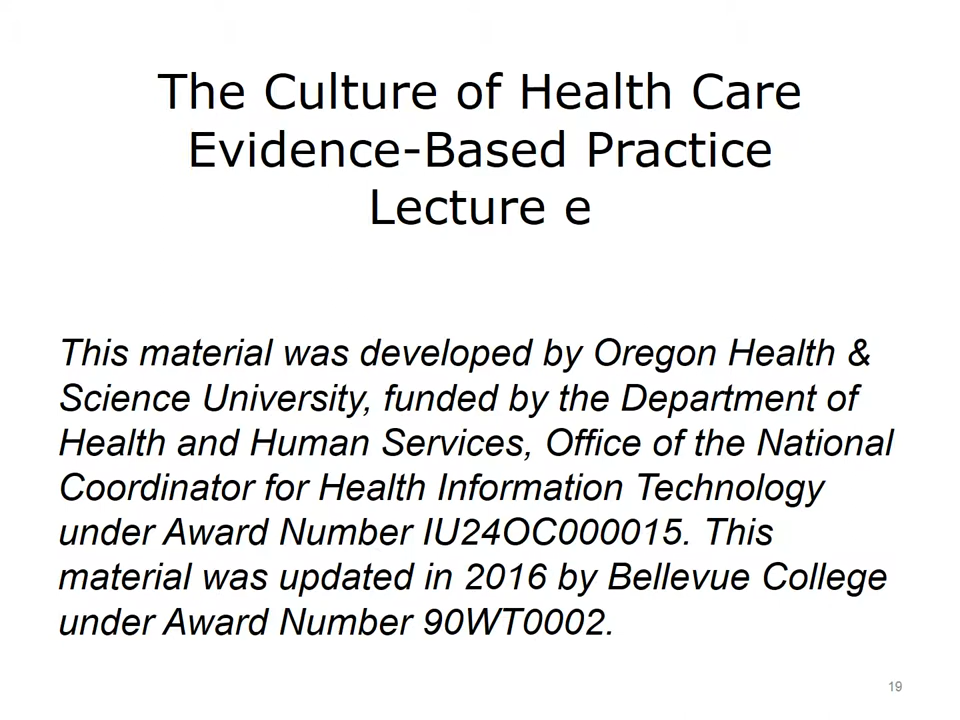 The Culture of Health Care
Evidence-Based Practice
Lecture e
This material was developed by Oregon Health &
Science University, funded by the Department of
Health and Human Services, Office of the National
Coordinator for Health Information Technology
under Award Number IU24OC000015. This
material was updated in 2016 by Bellevue College
under Award Number 90WT0002.
19